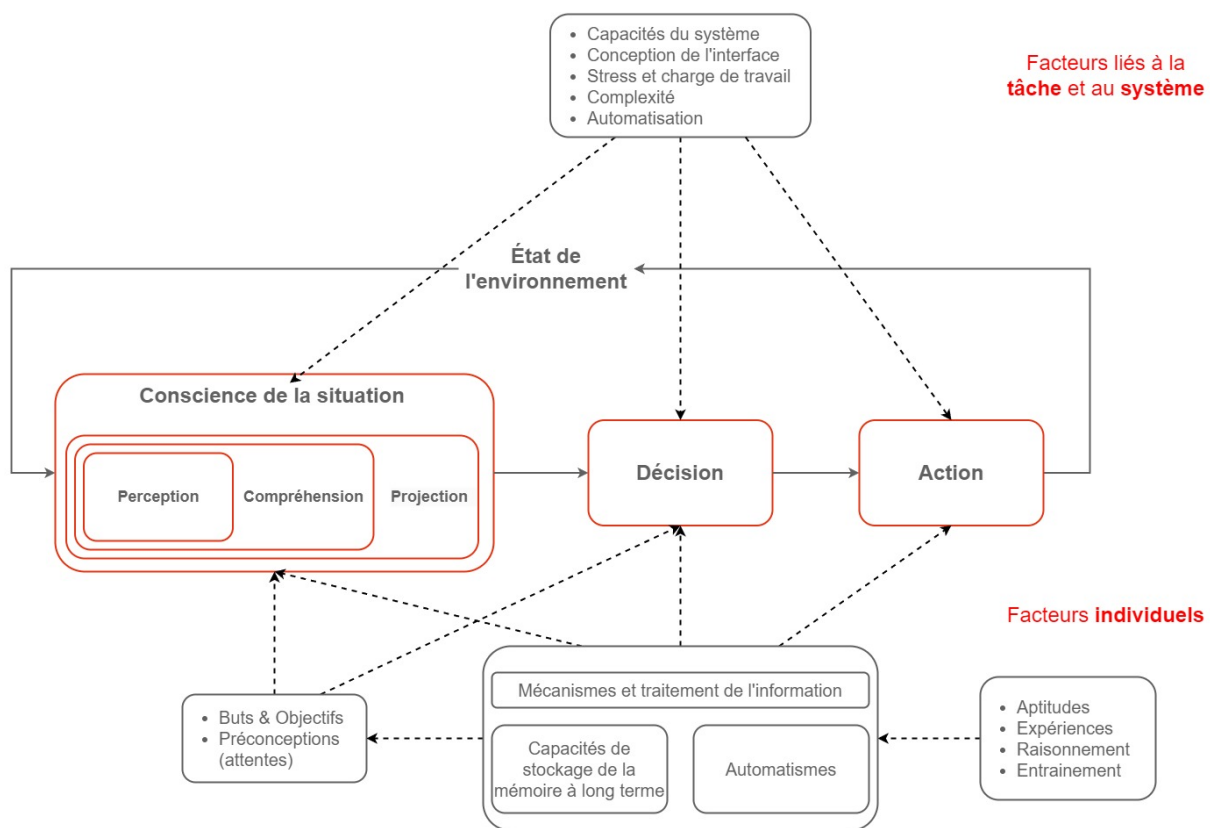 Capacités du système
Conception de l'interface
Stress et charge de travail
Complexité
Automatisation
Facteurs liés à la
tâche et au système
État de
l'environnement
Conscience de la situation
Perception
Compréhension
Projection
Décision
Action
Facteurs individuels
Mécanismes et traitement de l'information
Buts & Objectifs
Préconceptions
(attentes)
Capacités de
stockage de la
mémoire à long terme
Automatismes
Aptitudes
Expériences
Raisonnement
Entrainement